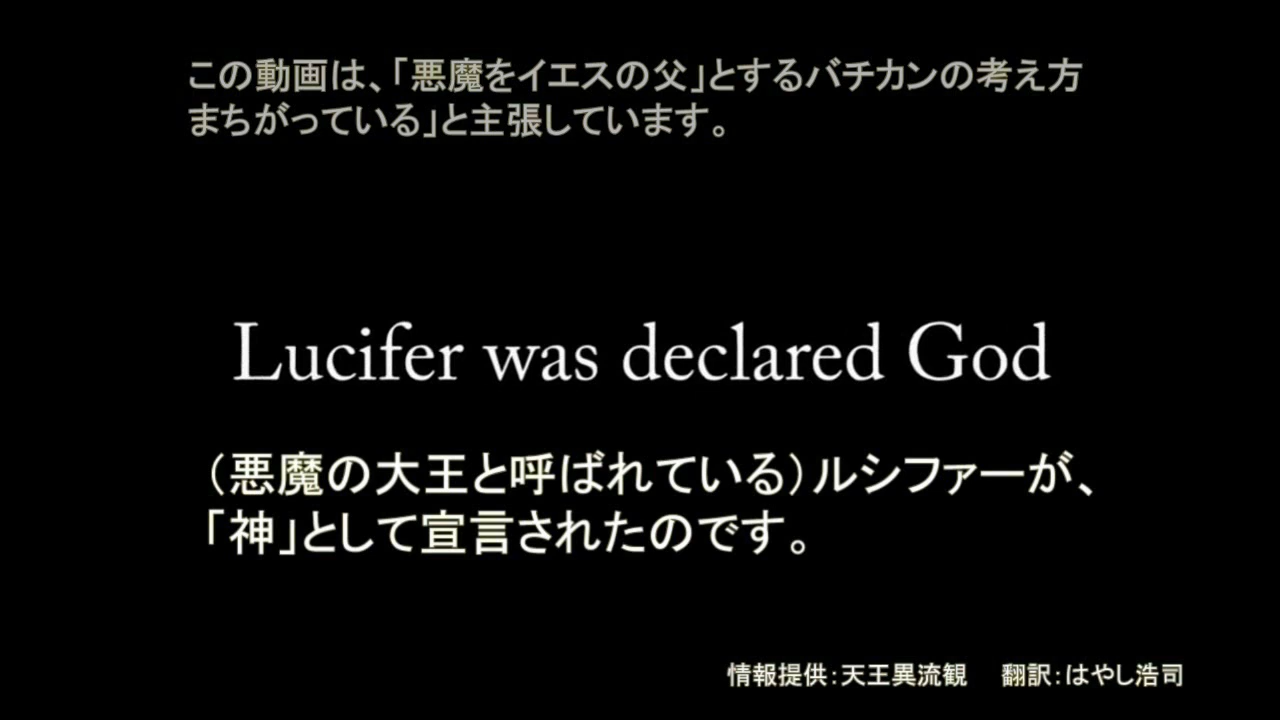 この動画は、「悪魔をイエスの父」とするバチカンの考え方
まちがっている」と主張しています。
Lucifer was declared God
（悪魔の大王と呼ばれている）ルシファーが、
「神」として宣言されたのです。
情報提供：天王異流観　翻訳：はやし浩司